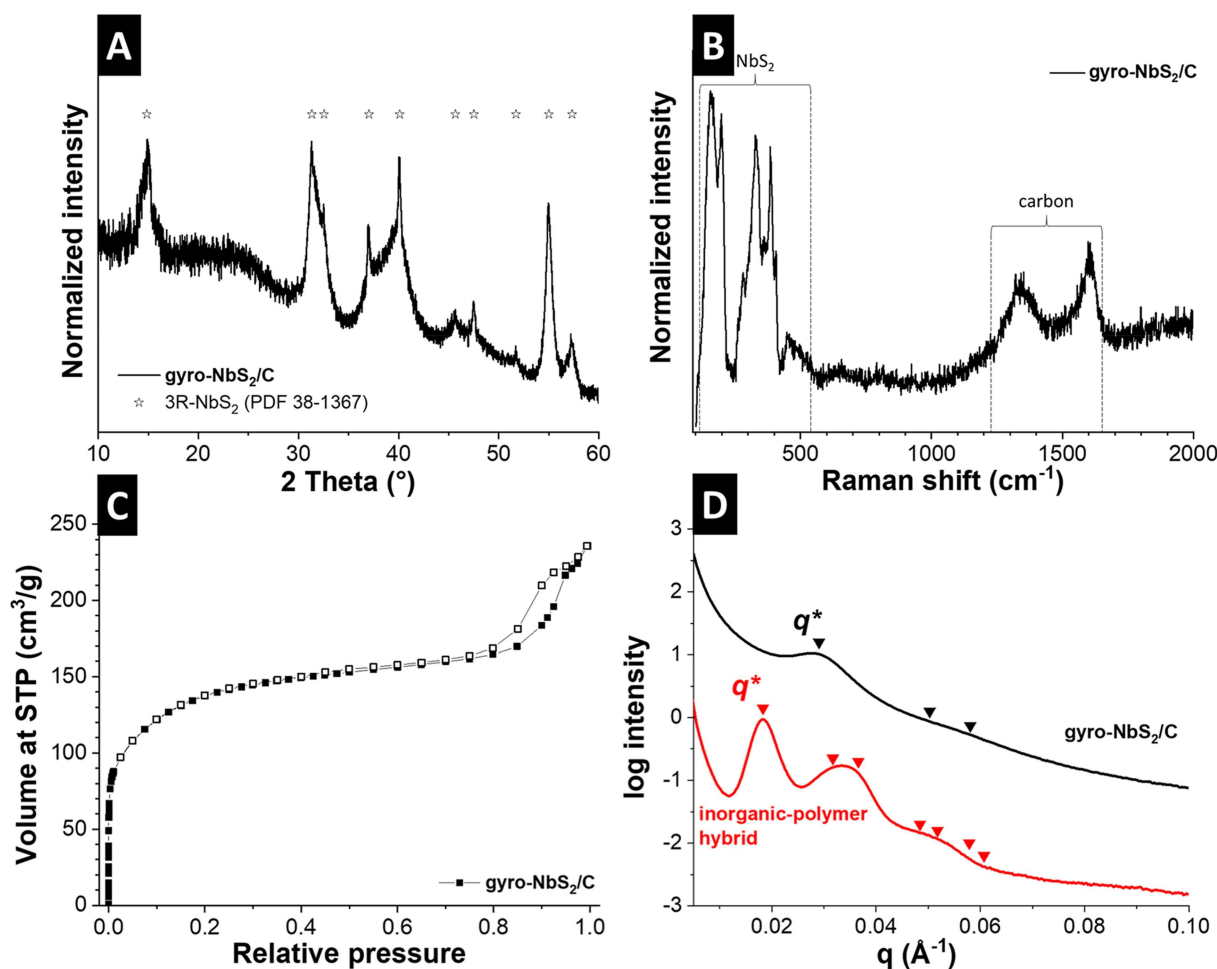 A
Normalized intensity
gyro-NbS₂/C
☆ 3R-NbS₂ (PDF 38-1367)
10 20 30 40 50 60
2 Theta (°)
B
Normalized intensity
NbS₂
gyro-NbS₂/C
carbon
500 1000 1500 2000
Raman shift (cm⁻¹)
C
Volume at STP (cm³/g)
250
200
150
100
50
0
gyro-NbS₂/C
0.0 0.2 0.4 0.6 0.8 1.0
Relative pressure
D
log intensity
3
2
1
0
-1
-2
-3
q*
q*
gyro-NbS₂/C
inorganic-polymer
hybrid
0.02 0.04 0.06 0.08 0.10
q (Å⁻¹)